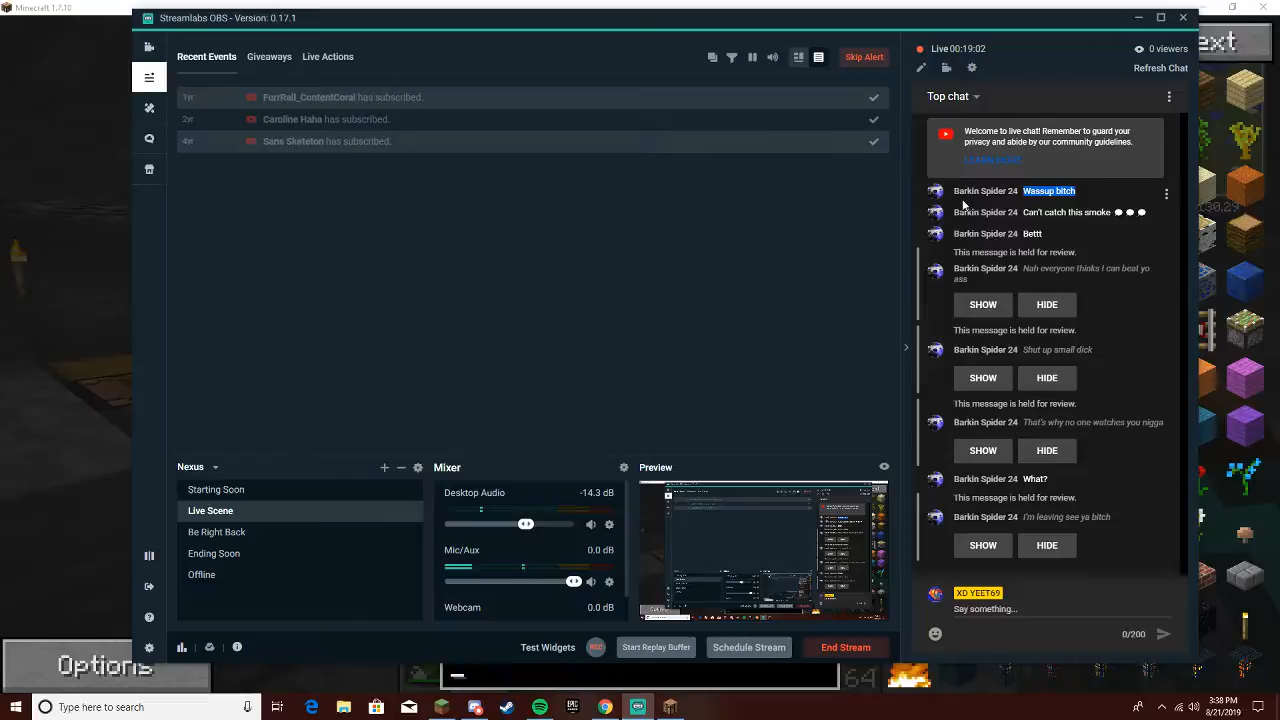 Minecraft 1.7.10
Streamlabs OBS - Version: 0.17.1
Recent Events
Giveaways
Live Actions
Skip Alert
1yr FurrRall_ContentCoral has subscribed.
2yr Caroline Haha has subscribed.
4yr Sans Sketeton has subscribed.
Live 00:19:02
0 viewers
Refresh Chat
ext
Top chat
Welcome to live chat! Remember to guard your
privacy and abide by our community guidelines.
LEARN MORE
Barkin Spider 24 Wassup bitch
Barkin Spider 24 Can't catch this smoke
Barkin Spider 24 Bettt
This message is held for review.
Barkin Spider 24 Nah everyone thinks I can beat yo
ass
SHOW HIDE
This message is held for review.
Barkin Spider 24 Shut up small dick
SHOW HIDE
This message is held for review.
Barkin Spider 24 That's why no one watches you nigga
SHOW HIDE
Barkin Spider 24 What?
This message is held for review.
Barkin Spider 24 I'm leaving see ya bitch
SHOW HIDE
XD YEET69
Say something...
0/200
30.29
Nexus
Starting Soon
Live Scene
Be Right Back
Ending Soon
Offline
Mixer
Desktop Audio -14.3 dB
Mic/Aux 0.0 dB
Webcam 0.0 dB
Preview
Test Widgets
REC
Start Replay Buffer
Schedule Stream
End Stream
Options
64
Type here to search
EPIC
3:38 PM
8/21/2019